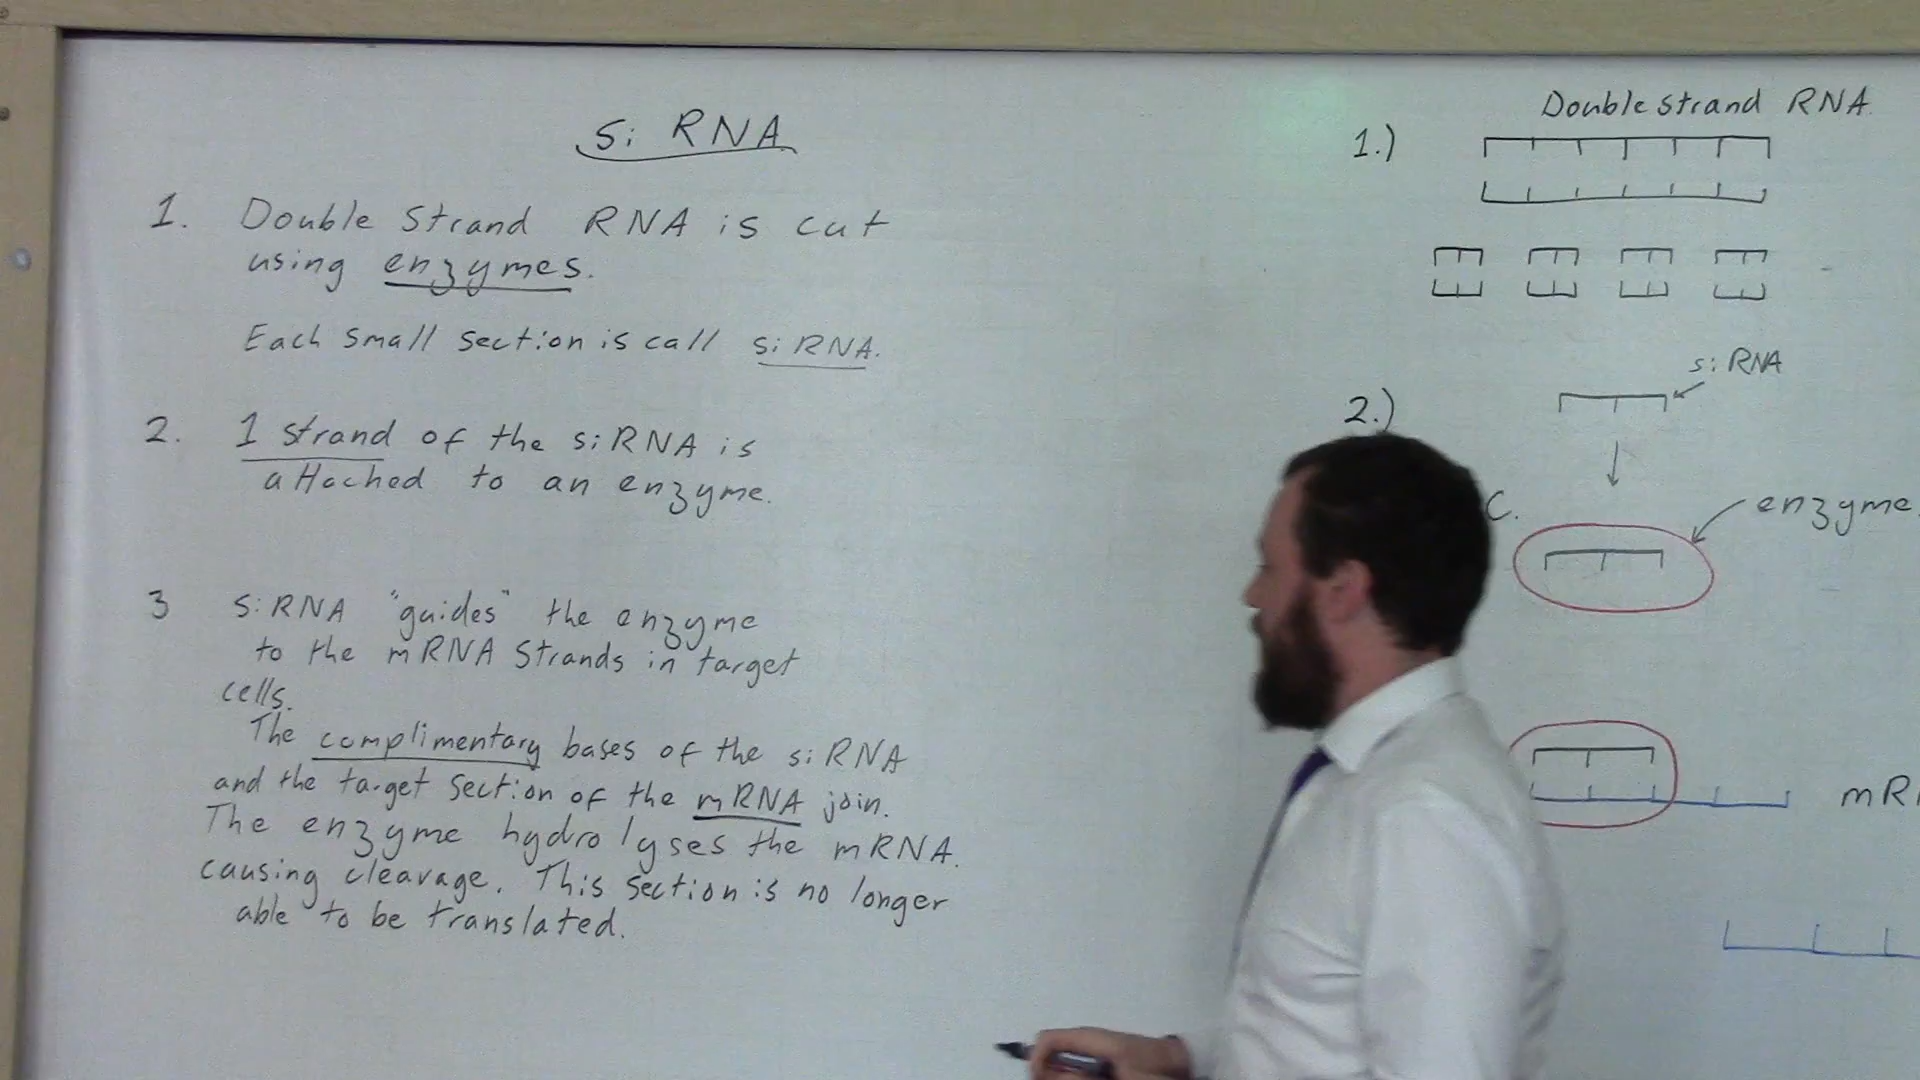 Si RNA
1. Double Strand RNA is cut
using enzymes.
Each small section is call siRNA.
2. 1 strand of the siRNA is
attached to an enzyme.
3 siRNA "guides" the enzyme
to the mRNA Strands in target
cells.
The complimentary bases of the siRNA
and the target section of the mRNA join.
The enzyme hydrolyses the mRNA.
causing cleavage. This section is no longer
able to be translated.
Double strand RNA
1.)
siRNA
2.)
C.
enzyme.